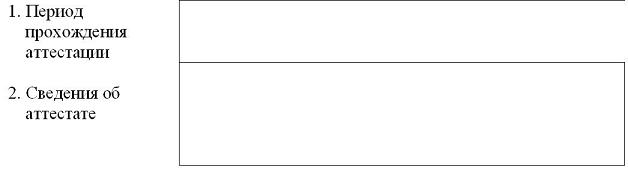 1. Период
прохождения
аттестации
2. Сведения об
аттестате